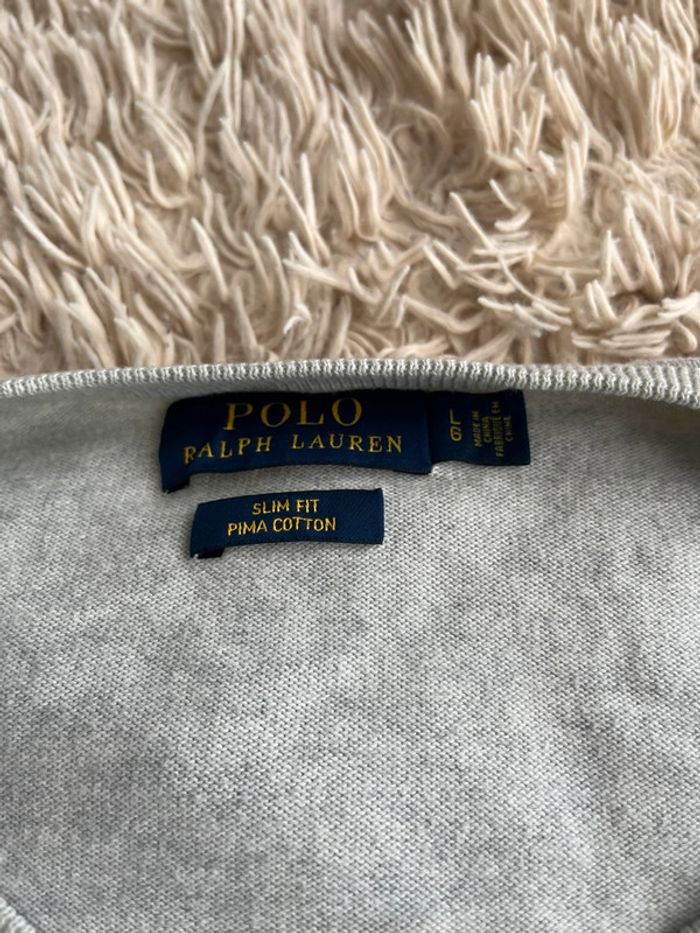 POLO
RALPH LAUREN
L G
MADE IN
CHINA
FABRIQUÉ EN
CHINE
SLIM FIT
PIMA COTTON